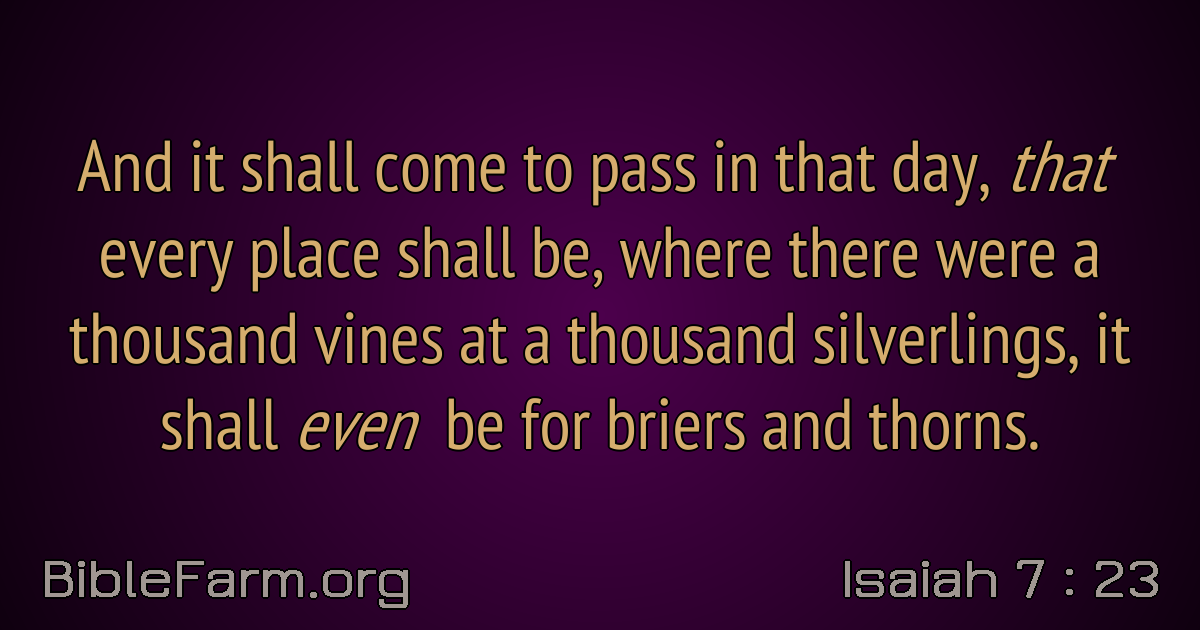 And it shall come to pass in that day, that
every place shall be, where there were a
thousand vines at a thousand silverlings, it
shall even be for briers and thorns.
BibleFarm.org
Isaiah 7 : 23